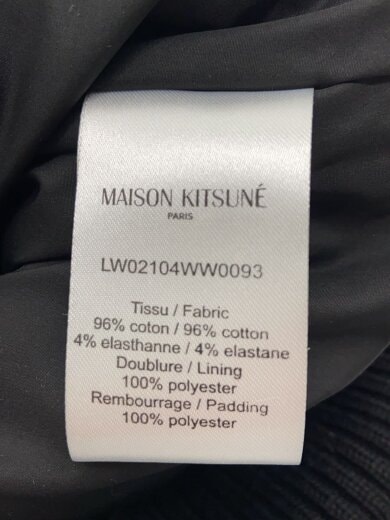 MAISON KITSUNÉ
PARIS
LW02104WW0093
Tissu / Fabric
96% coton / 96% cotton
4% elasthanne / 4% elastane
Doublure / Lining
100% polyester
Rembourrage / Padding
100% polyester